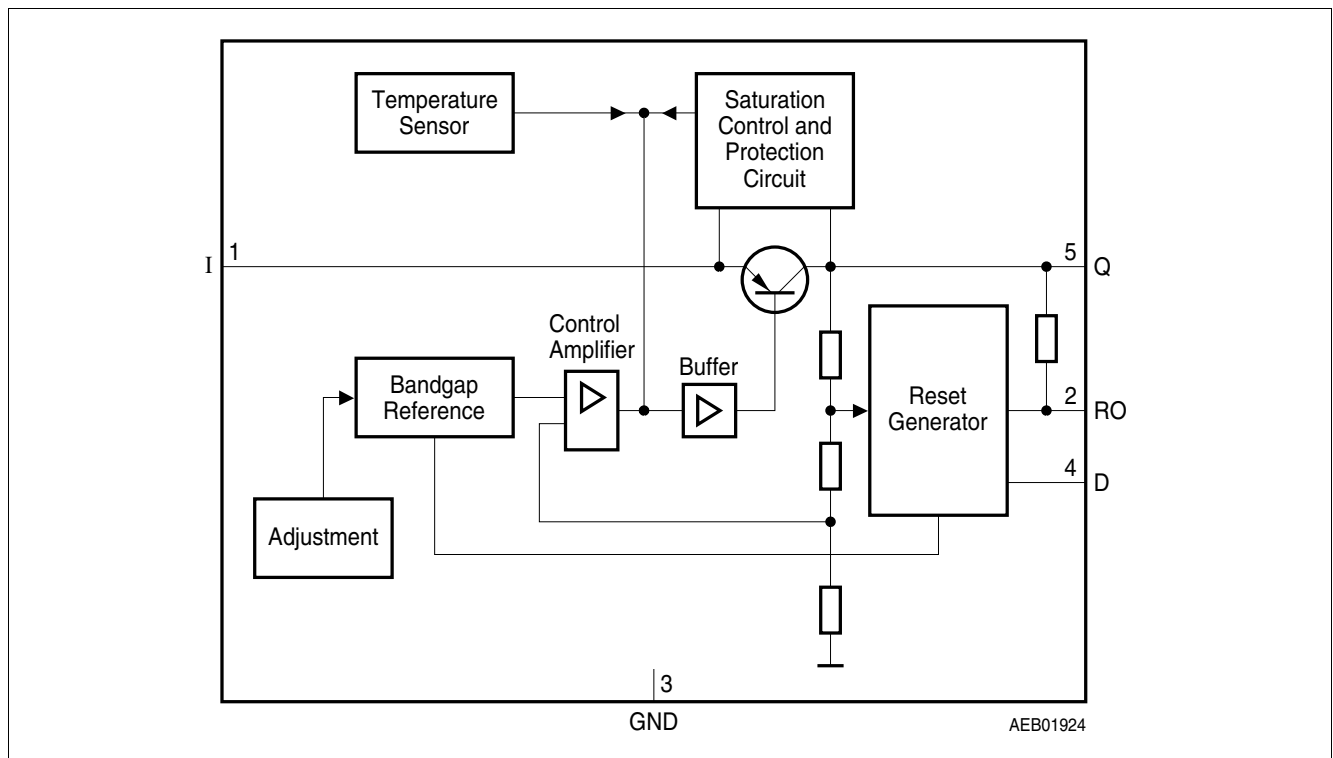 Temperature
Sensor
Saturation
Control and
Protection
Circuit
I
1
5
Q
Control
Amplifier
Buffer
Bandgap
Reference
Reset
Generator
2
RO
4
D
Adjustment
3
GND
AEB01924